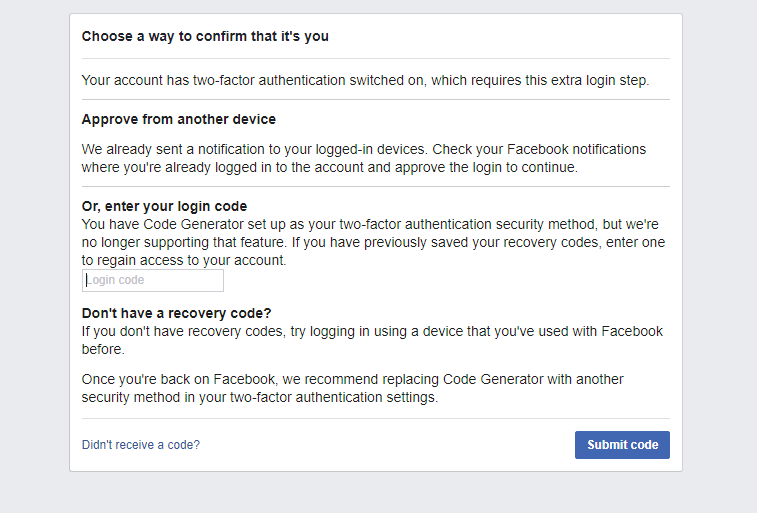 Choose a way to confirm that it's you
Your account has two-factor authentication switched on, which requires this extra login step.
Approve from another device
We already sent a notification to your logged-in devices. Check your Facebook notifications
where you're already logged in to the account and approve the login to continue.
Or, enter your login code
You have Code Generator set up as your two-factor authentication security method, but we're
no longer supporting that feature. If you have previously saved your recovery codes, enter one
to regain access to your account.
Login code
Don't have a recovery code?
If you don't have recovery codes, try logging in using a device that you've used with Facebook
before.
Once you're back on Facebook, we recommend replacing Code Generator with another
security method in your two-factor authentication settings.
Didn't receive a code?
Submit code